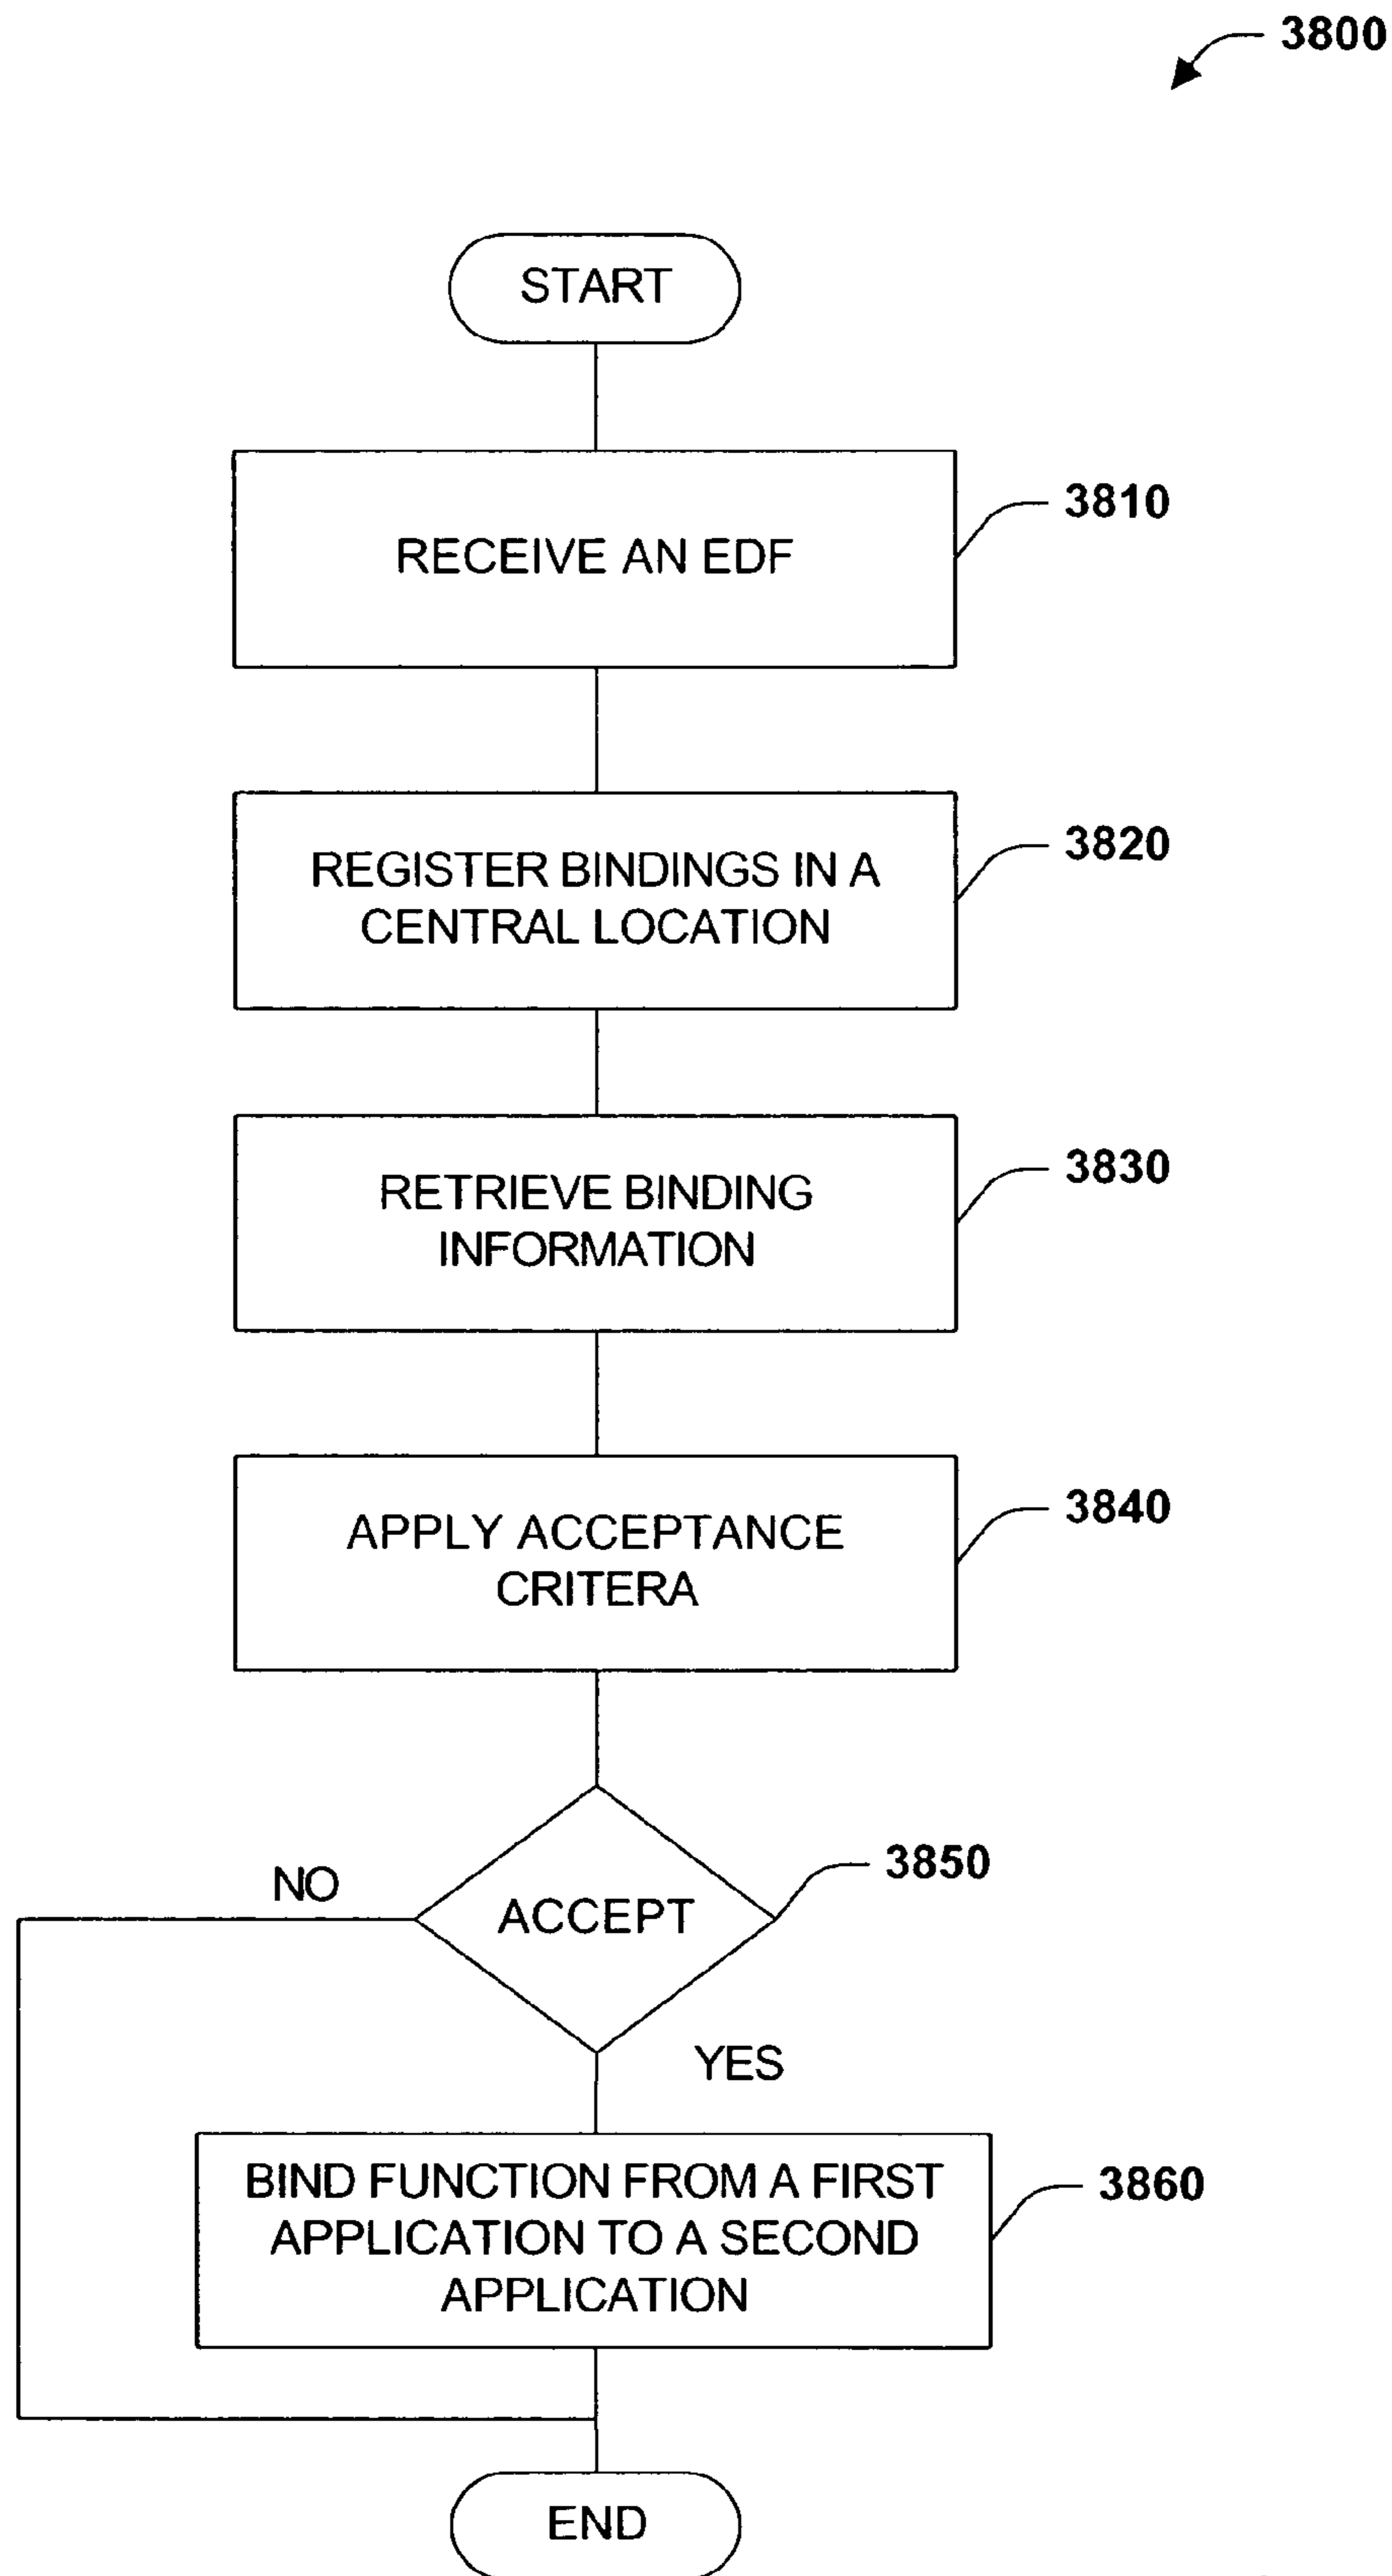 3800
START
RECEIVE AN EDF
3810
REGISTER BINDINGS IN A
CENTRAL LOCATION
3820
RETRIEVE BINDING
INFORMATION
3830
APPLY ACCEPTANCE
CRITERA
3840
NO
ACCEPT
3850
YES
BIND FUNCTION FROM A FIRST
APPLICATION TO A SECOND
APPLICATION
3860
END